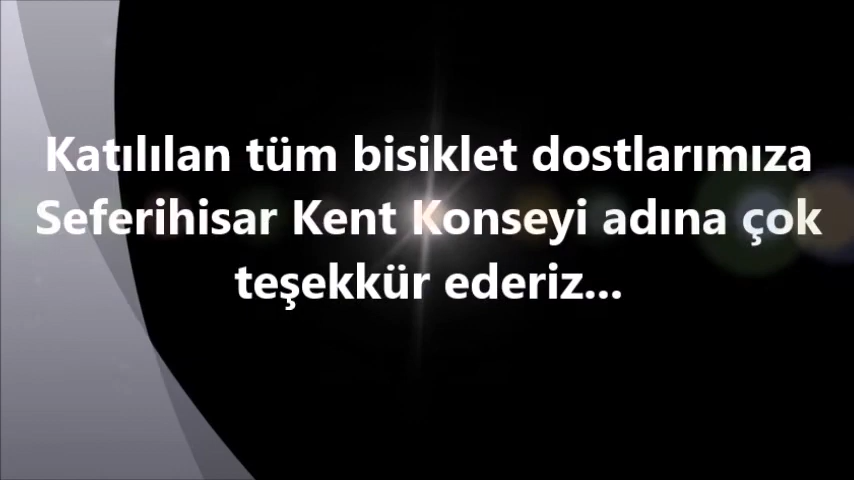 Katılılan tüm bisiklet dostlarımıza
Seferihisar Kent Konseyi adına çok
teşekkür ederiz...